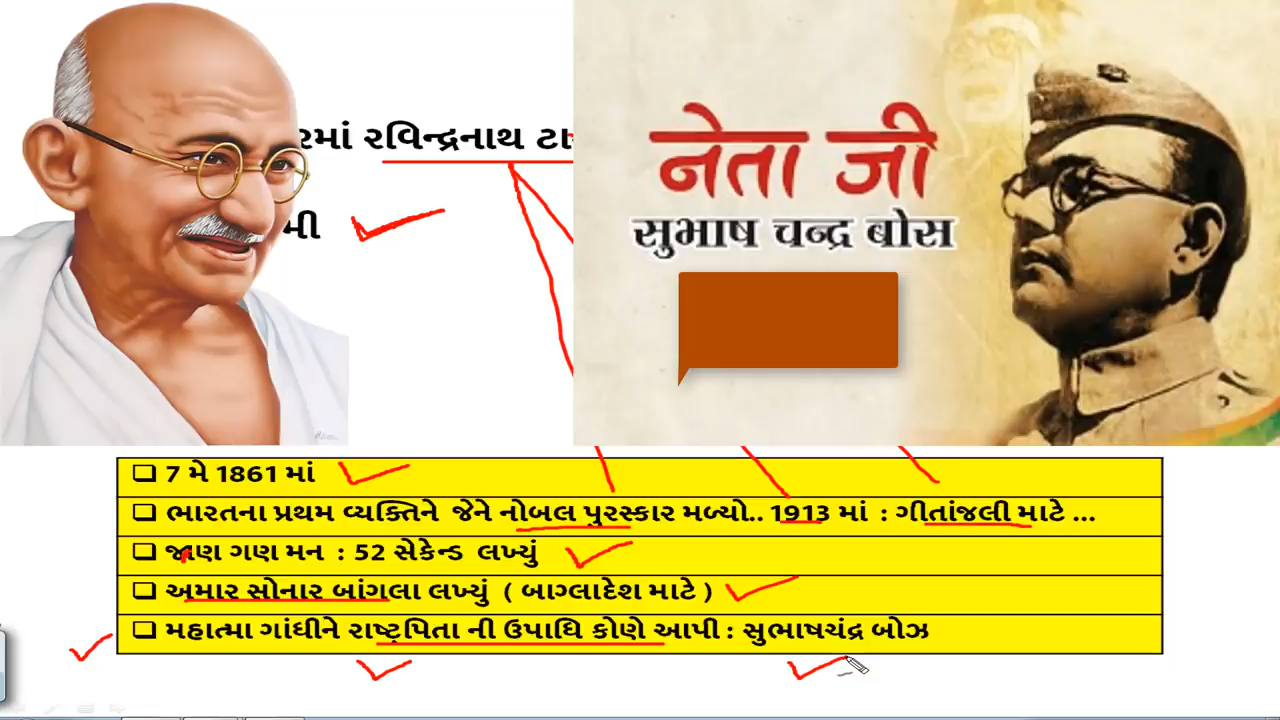 રમાં રવિન્દ્રનાથ ટા
મી
नेता जी
सुभाष चन्द्र बोस
❑ 7 મે 1861 માં
❑ ભારતના પ્રથમ વ્યક્તિને જેને નોબલ પુરસ્કાર મળ્યો.. 1913 માં : ગીતાંજલી માટે ...
❑ જાણ ગણ મન : 52 સેકેન્ડ લખ્યું
❑ અમાર સોનાર બાંગલા લખ્યું ( બાગ્લાદેશ માટે )
❑ મહાત્મા ગાંધીને રાષ્ટ્રપિતા ની ઉપાધિ કોણે આપી : સુભાષચંદ્ર બોઝ